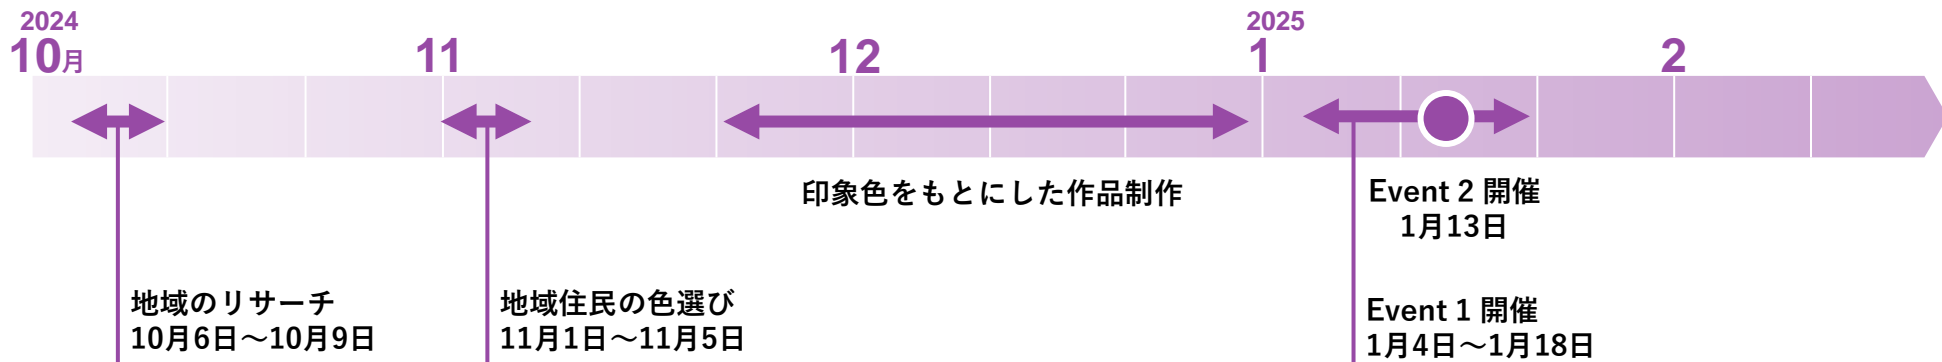 2024
10月
11
12
2025
1
2
印象色をもとにした作品制作
Event 2 開催
1月13日
地域のリサーチ
10月6日〜10月9日
地域住民の色選び
11月1日〜11月5日
Event 1 開催
1月4日〜1月18日